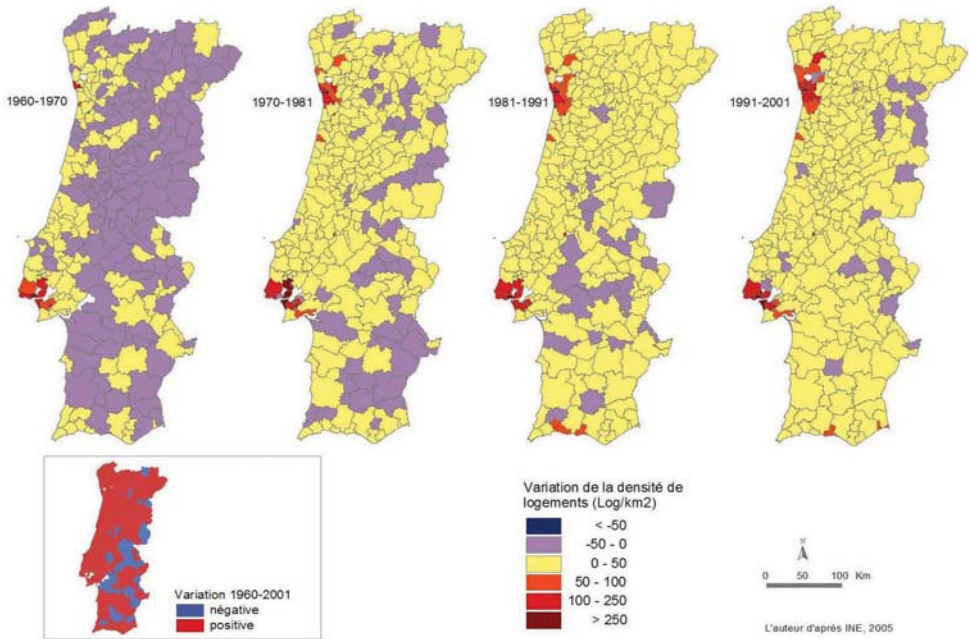 1960-1970
1970-1981
1981-1991
1991-2001
Variation 1960-2001
négative
positive
Variation de la densité de
logements (Log/km2)
< -50
-50 - 0
0 - 50
50 - 100
100 - 250
> 250
N
0 50 100 Km
L'auteur d'après INE, 2005